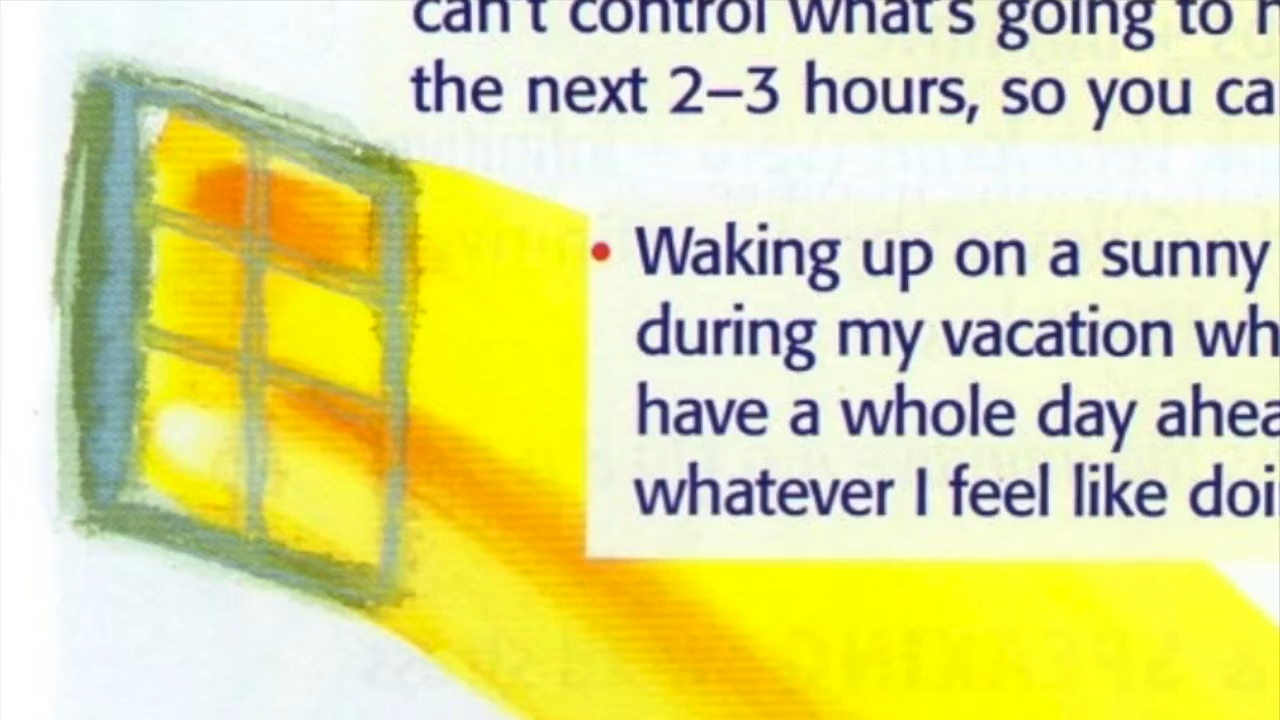 can't control what's going to
the next 2–3 hours, so you
• Waking up on a sunny
during my vacation
have a whole day
whatever I feel like